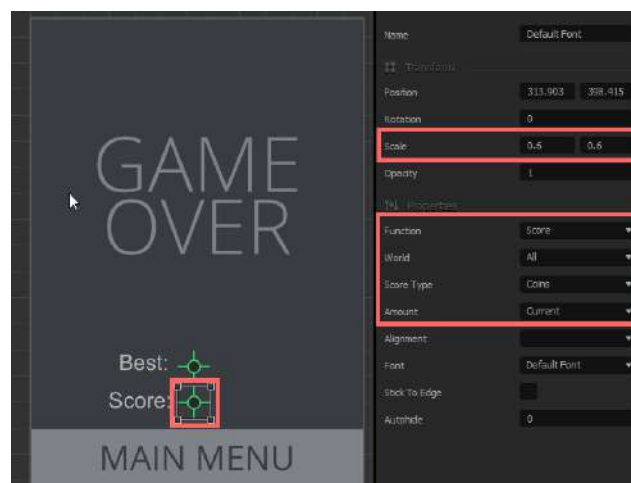 GAME
OVER
Best:
Score:
MAIN MENU
Name Default Font
Transform
Position 313.903 398.415
Rotation 0
Scale 0.6 0.6
Opacity 1
Properties
Function Score
World All
Score Type Coins
Amount Current
Alignment
Font Default Font
Stick To Edge
Autohide 0